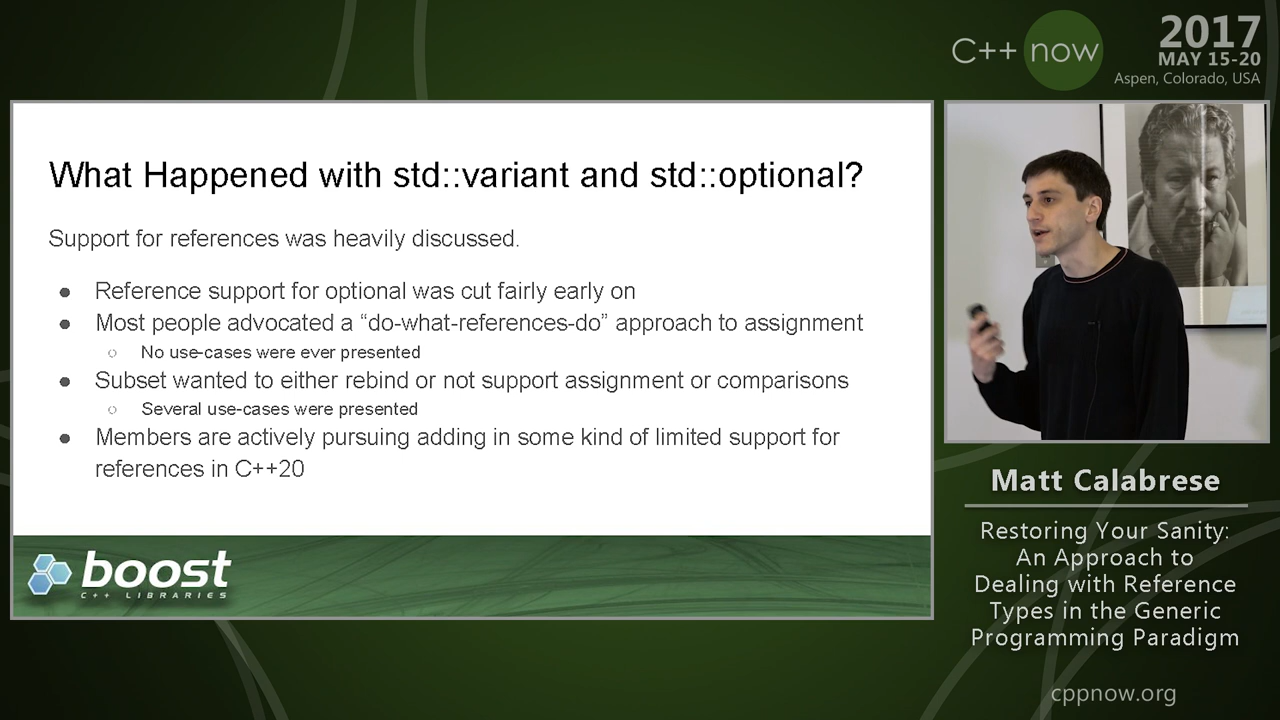 C++ now
2017
MAY 15-20
Aspen, Colorado, USA
What Happened with std::variant and std::optional?
Support for references was heavily discussed.
● Reference support for optional was cut fairly early on
● Most people advocated a “do-what-references-do” approach to assignment
○ No use-cases were ever presented
● Subset wanted to either rebind or not support assignment or comparisons
○ Several use-cases were presented
● Members are actively pursuing adding in some kind of limited support for
references in C++20
boost
C++ LIBRARIES
Matt Calabrese
Restoring Your Sanity:
An Approach to
Dealing with Reference
Types in the Generic
Programming Paradigm
cppnow.org